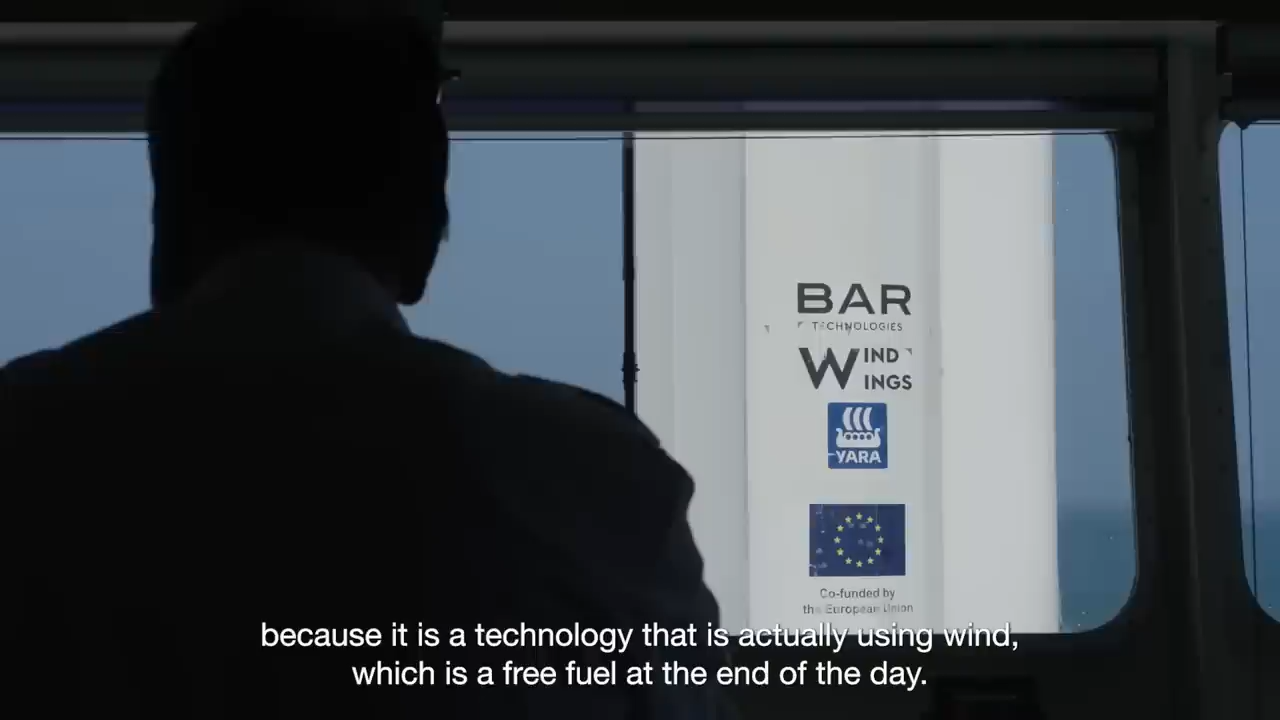 BAR
TECHNOLOGIES
WIND
WINGS
YARA
Co-funded by
the European Union
because it is a technology that is actually using wind,
which is a free fuel at the end of the day.